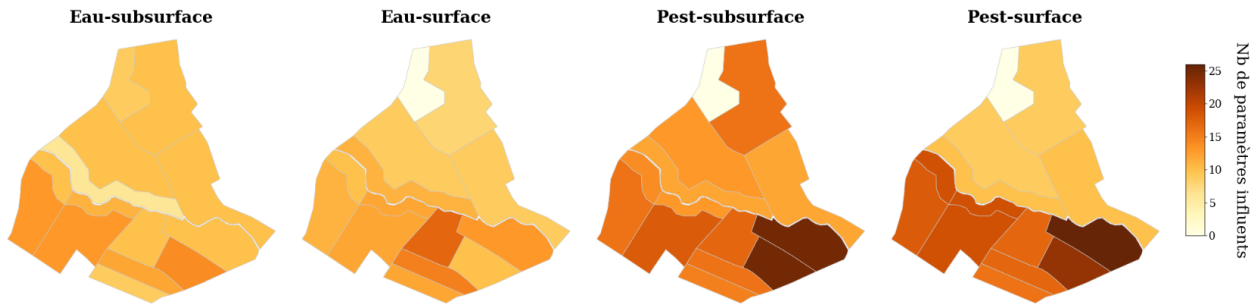 Eau-subsurface
Eau-surface
Pest-subsurface
Pest-surface
25
20
15
10
5
0
Nb de paramètres influents